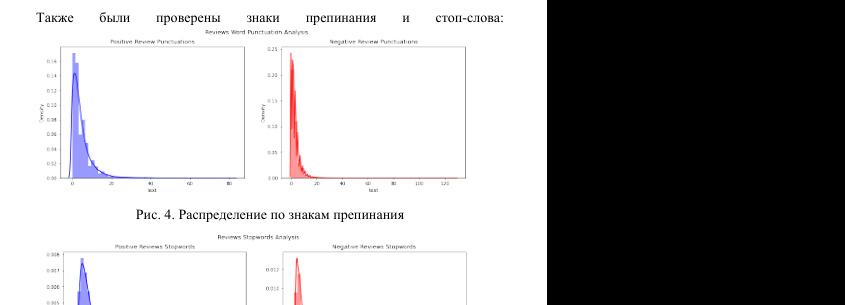 Также были проверены знаки препинания и стоп-слова:
Reviews Word Punctuation Analysis
Poutive Review Punctuations
Negative Review Punctuations
0.16
0.14
0.12
0.10
0.08
0.06
0.04
0.02
0.00
Density
0 20 40 60 80
text
0.25
0.20
0.15
0.10
0.05
0.00
Density
0 20 40 60 80 100 120
text
Рис. 4. Распределение по знакам препинания
Reviews Stopwords Analysis
Positive Reviews Stopwords
Negative Reviews Stopwords
0.008
0.007
0.006
0.005
0.012
0.010